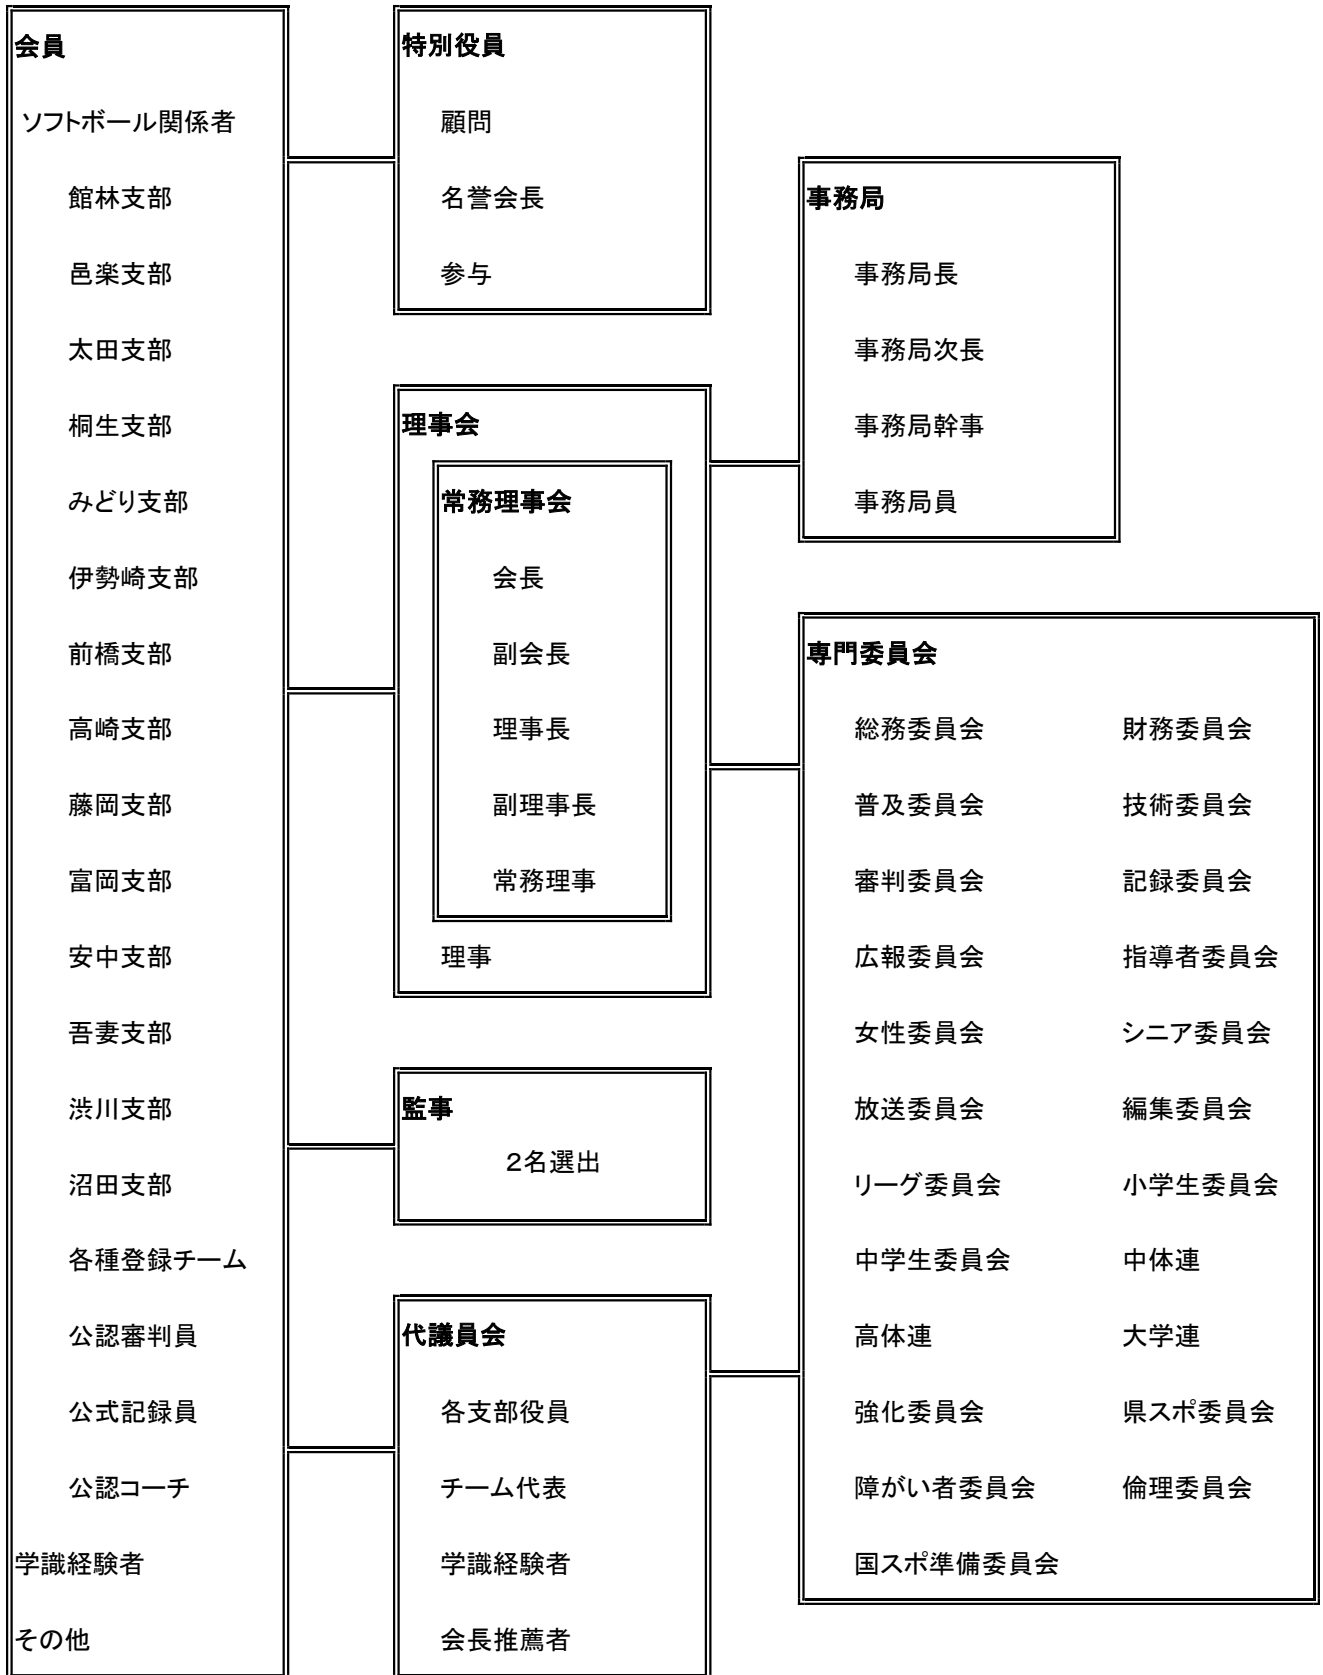 会員
ソフトボール関係者
館林支部
邑楽支部
太田支部
桐生支部
みどり支部
伊勢崎支部
前橋支部
高崎支部
藤岡支部
富岡支部
安中支部
吾妻支部
渋川支部
沼田支部
各種登録チーム
公認審判員
公式記録員
公認コーチ
学識経験者
その他
特別役員
顧問
名誉会長
参与
理事会
常務理事会
会長
副会長
理事長
副理事長
常務理事
理事
監事
2名選出
代議員会
各支部役員
チーム代表
学識経験者
会長推薦者
事務局
事務局長
事務局次長
事務局幹事
事務局員
専門委員会
総務委員会 財務委員会
普及委員会 技術委員会
審判委員会 記録委員会
広報委員会 指導者委員会
女性委員会 シニア委員会
放送委員会 編集委員会
リーグ委員会 小学生委員会
中学生委員会 中体連
高体連 大学連
強化委員会 県スポ委員会
障がい者委員会 倫理委員会
国スポ準備委員会